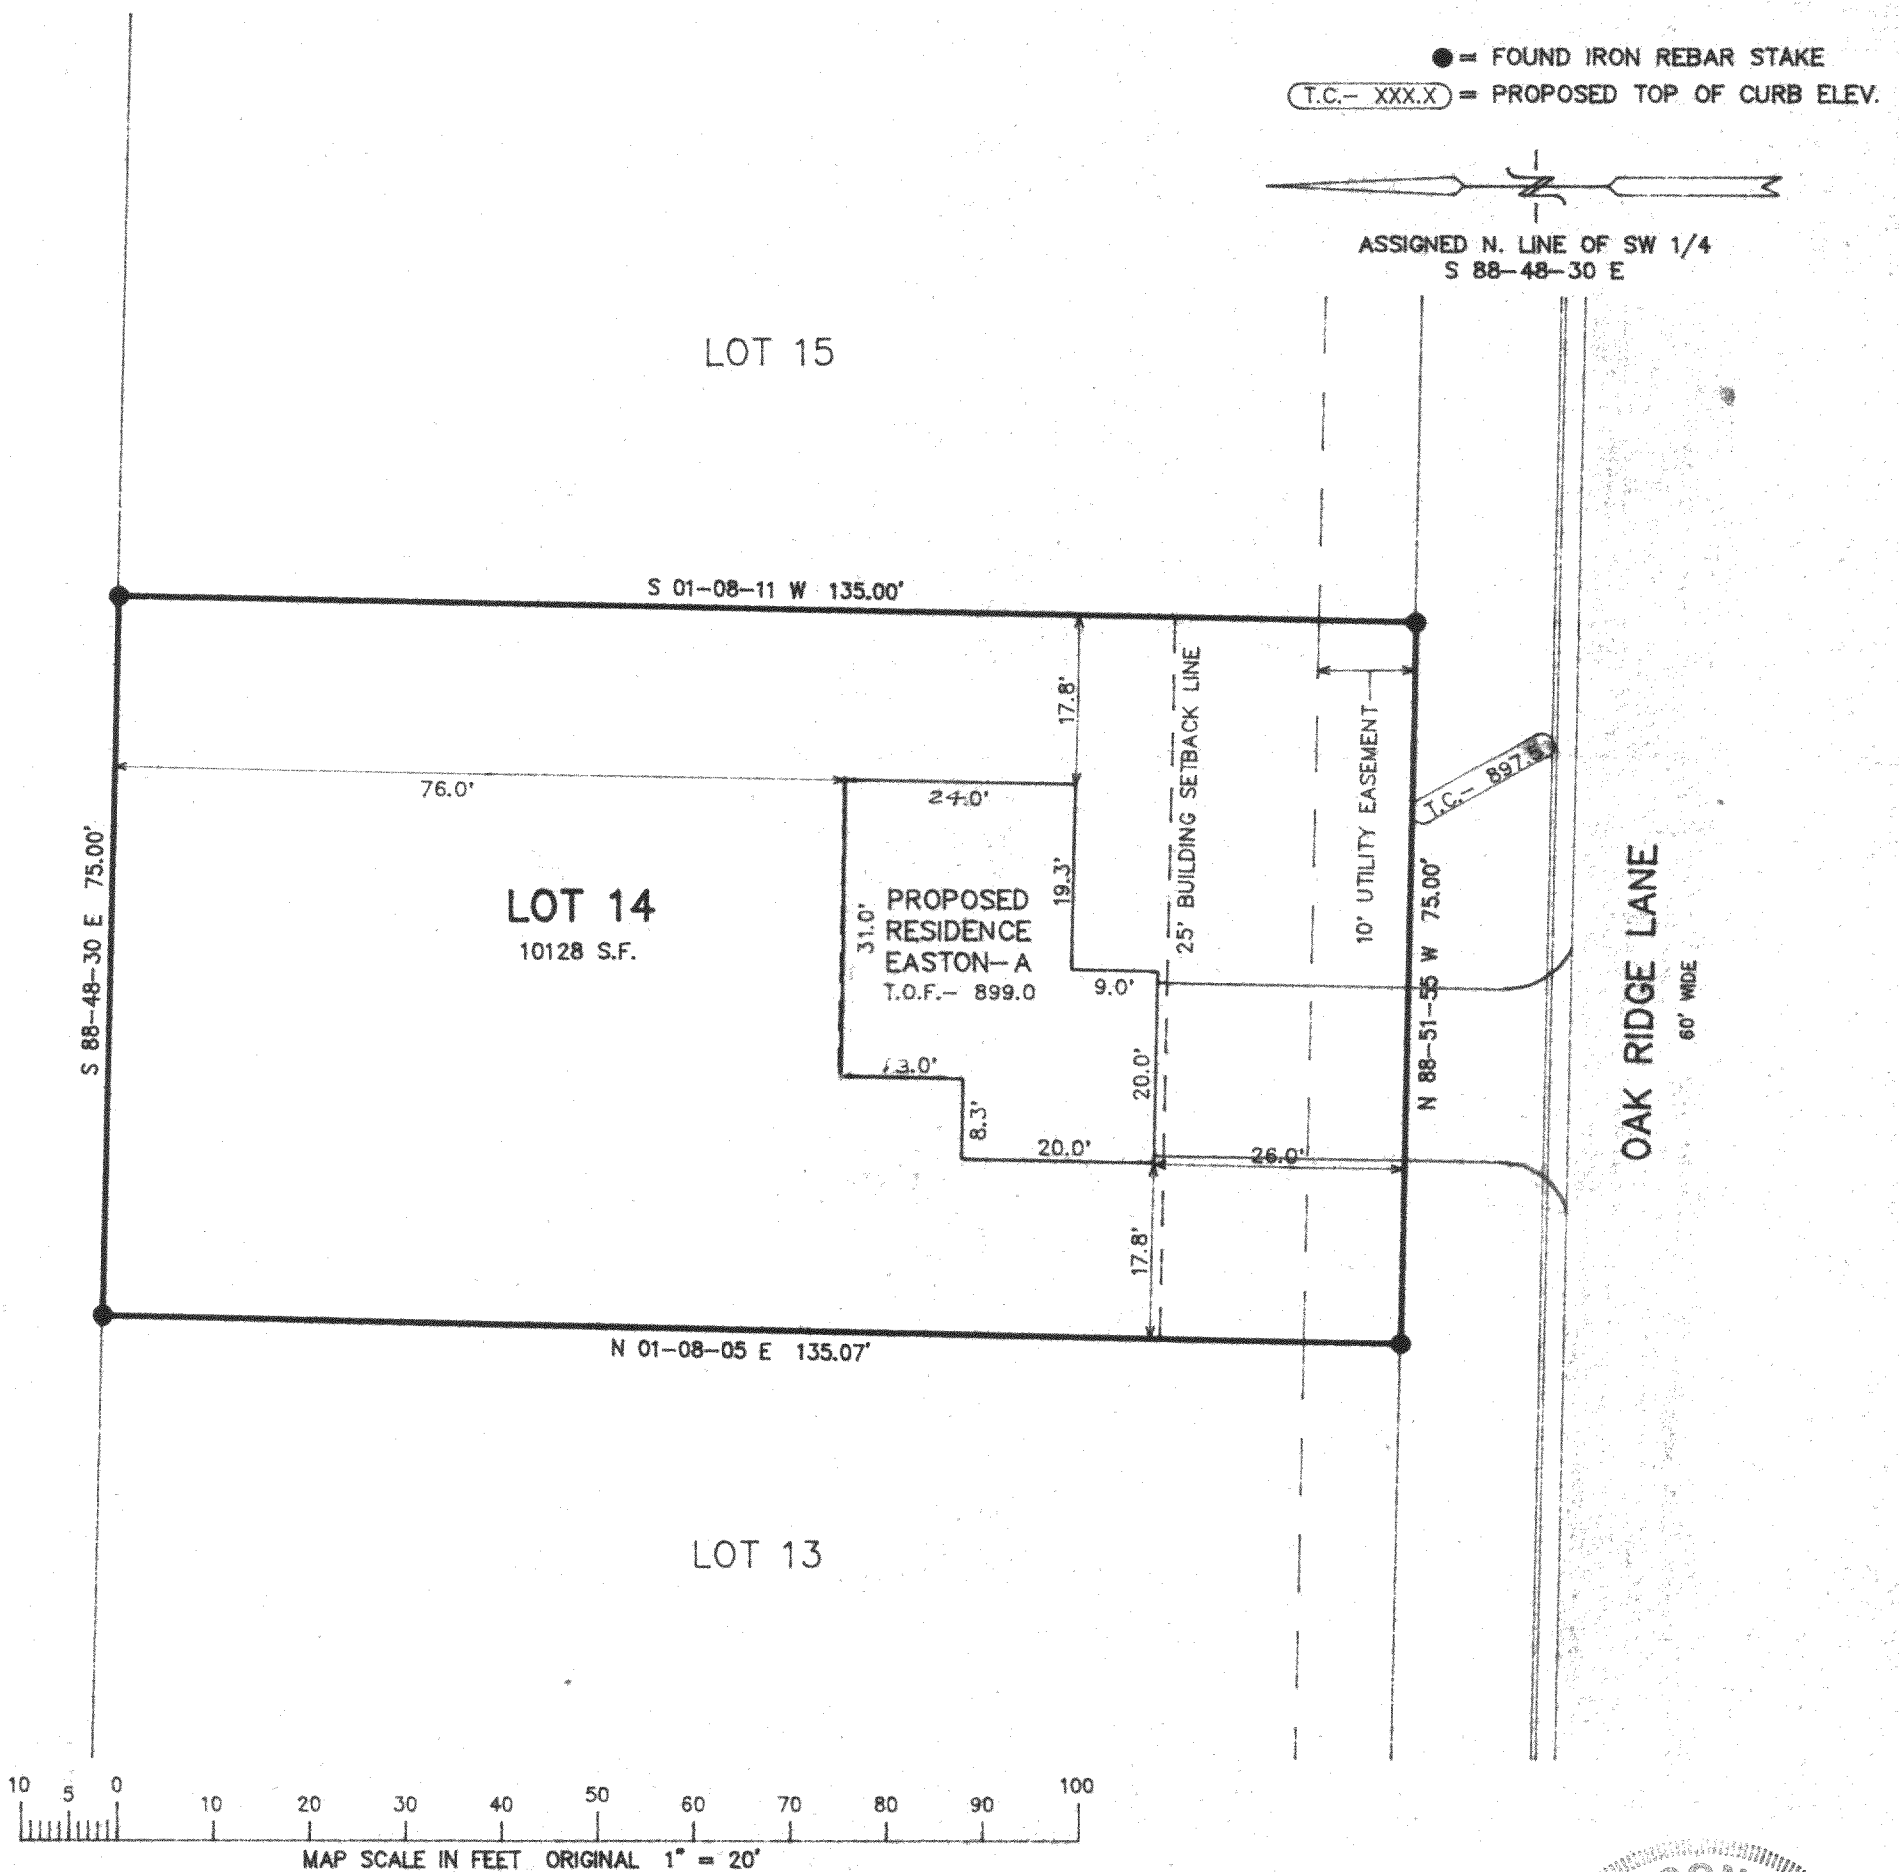 = FOUND IRON REBAR STAKE
T.C.- XXX.X = PROPOSED TOP OF CURB ELEV.
ASSIGNED N. LINE OF SW 1/4
S 88-48-30 E
LOT 15
S 01-08-11 W 135.00'
17.8'
25' BUILDING SETBACK LINE
10' UTILITY EASEMENT
T.C.-
76.0'
24.0'
S 88-48-30 E 75.00'
LOT 14
10128 S.F.
31.0'
PROPOSED
RESIDENCE
EASTON-A
T.O.F.- 899.0
19.3'
9.0'
N 88-51-55 W 75.00'
OAK RIDGE LANE
60' WIDE
13.0'
8.3'
20.0'
20.0'
26.0'
17.8'
N 01-08-05 E 135.07'
LOT 13
10 5 0 10 20 30 40 50 60 70 80 90 100
MAP SCALE IN FEET ORIGINAL 1" = 20'